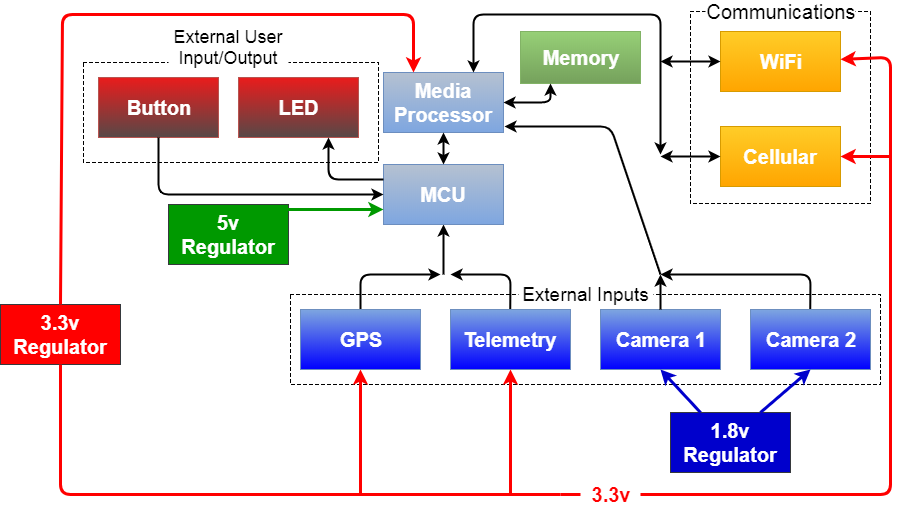 Communications
External User
Input/Output
Button
LED
Media
Processor
Memory
WiFi
Cellular
MCU
5v
Regulator
3.3v
Regulator
External Inputs
GPS
Telemetry
Camera 1
Camera 2
1.8v
Regulator
3.3v